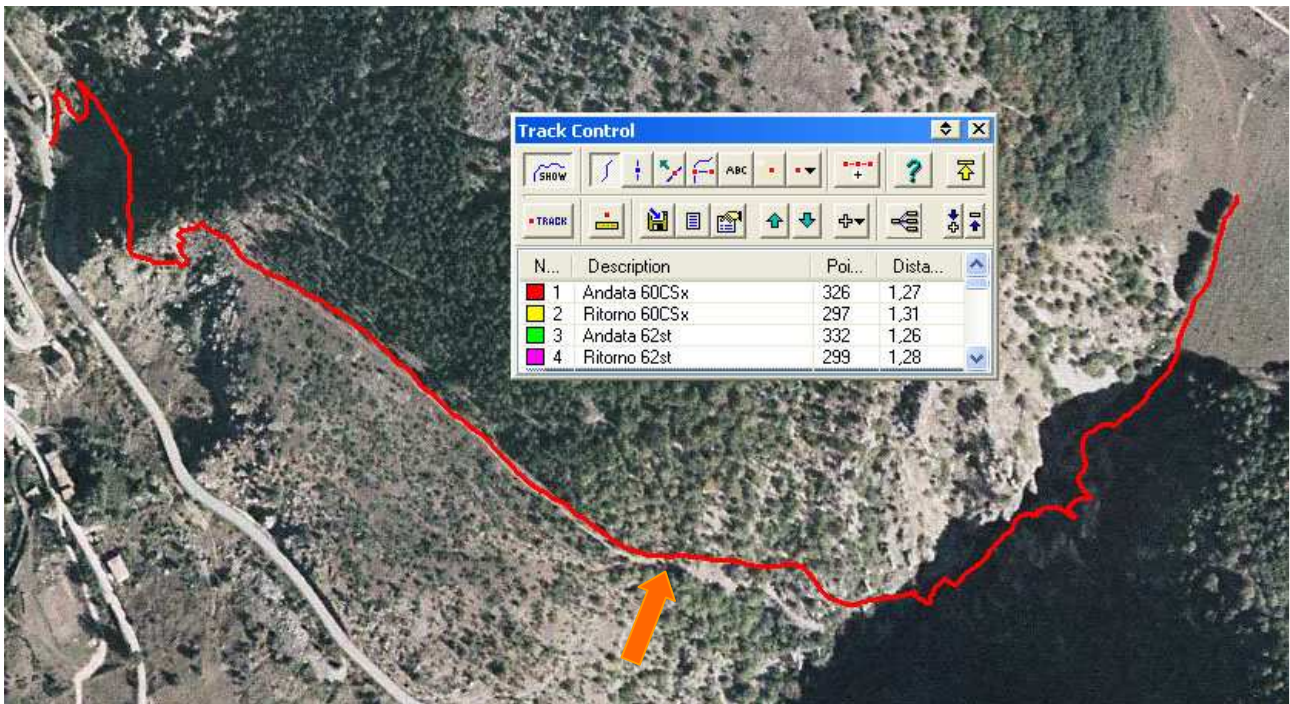 Track Control
SHOW
ABC
TRACK
N... Description Poi... Dista...
1 Andata 60CSx 326 1,27
2 Ritorno 60CSx 297 1,31
3 Andata 62st 332 1,26
4 Ritorno 62st 299 1,28